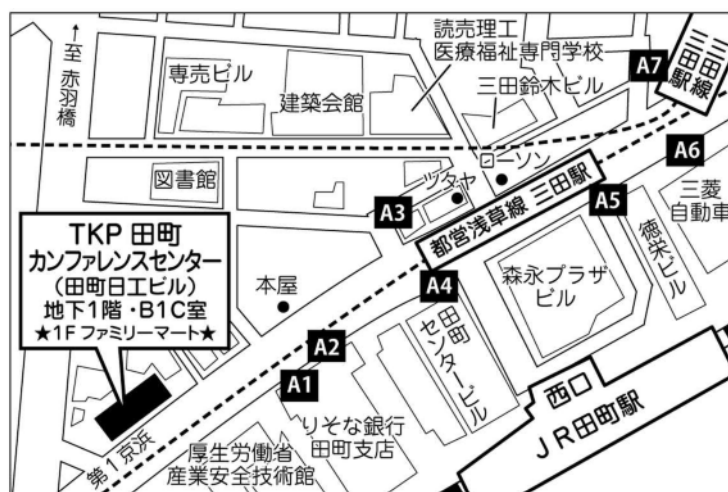 ↑
至
赤羽橋
専売ビル
建築会館
読売理工
医療福祉専門学校
三田鈴木ビル
A7
三田線
三田駅
A6
図書館
ツタヤ
ローソン
A3
都営浅草線 三田駅
A5
三菱
自動車
徳栄ビル
TKP 田町
カンファレンスセンター
(田町日工ビル)
地下1階・B1C室
★1F ファミリーマート★
本屋
A4
森永プラザ
ビル
A2
A1
田町
センタービル
西口
JR田町駅
りそな銀行
田町支店
厚生労働省
産業安全技術館
第1京浜